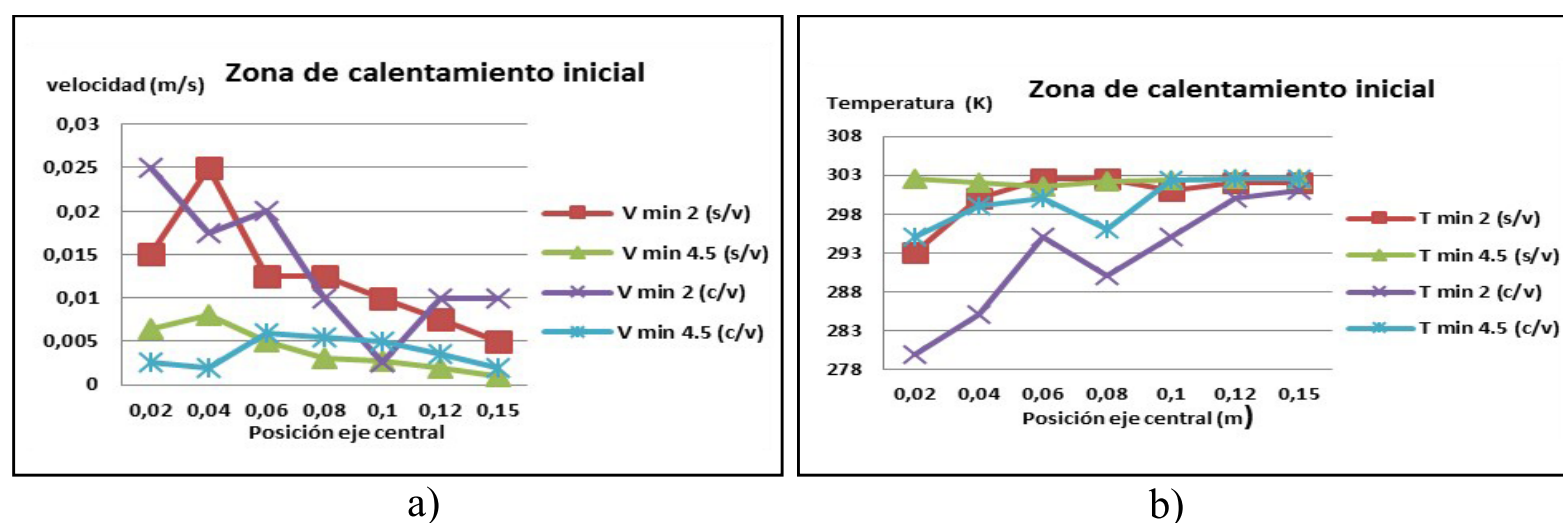 Zona de calentamiento inicial
velocidad (m/s)
0,03
0,025
0,02
0,015
0,01
0,005
0
0,02 0,04 0,06 0,08 0,1 0,12 0,15
Posición eje central
V min 2 (s/v)
V min 4.5 (s/v)
V min 2 (c/v)
V min 4.5 (c/v)
a)
Zona de calentamiento inicial
Temperatura (K)
308
303
298
293
288
283
278
0,02 0,04 0,06 0,08 0,1 0,12 0,15
Posición eje central (m)
T min 2 (s/v)
T min 4.5 (s/v)
T min 2 (c/v)
T min 4.5 (c/v)
b)